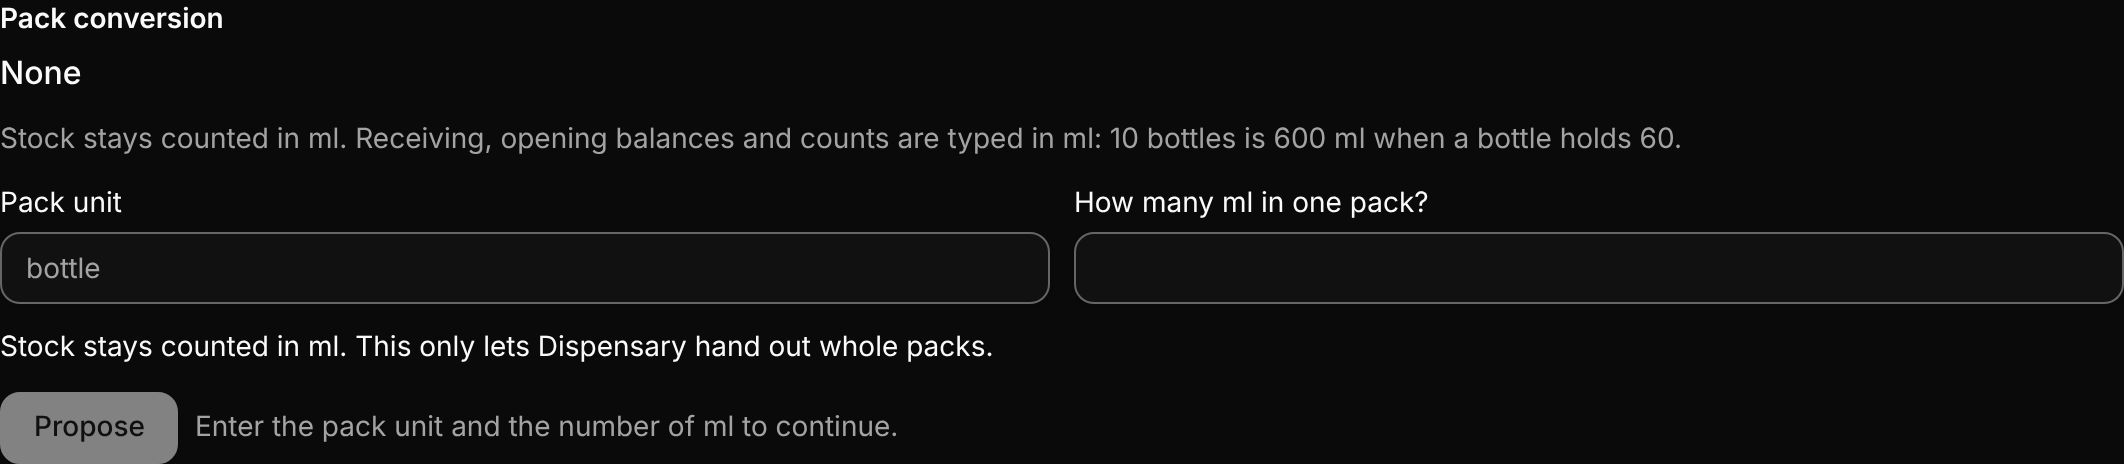 Pack conversion
None
Stock stays counted in ml. Receiving, opening balances and counts are typed in ml: 10 bottles is 600 ml when a bottle holds 60.
Pack unit
How many ml in one pack?
bottle
Stock stays counted in ml. This only lets Dispensary hand out whole packs.
Propose
Enter the pack unit and the number of ml to continue.